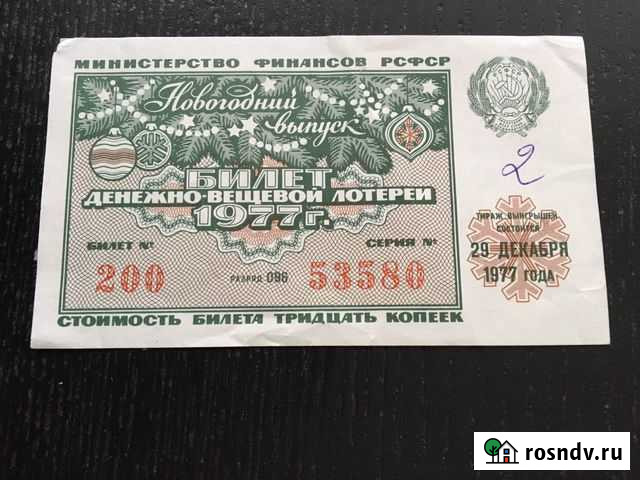 МИНИСТЕРСТВО ФИНАНСОВ РСФСР
Новогодний
выпуск
БИЛЕТ
ДЕНЕЖНО-ВЕЩЕВОЙ ЛОТЕРЕИ
1977 г.
БИЛЕТ №
СЕРИЯ №
200
РАЗРЯД 096
53580
СТОИМОСТЬ БИЛЕТА ТРИДЦАТЬ КОПЕЕК
2
ТИРАЖ ВЫИГРЫШЕЙ
СОСТОИТСЯ
29 ДЕКАБРЯ
1977 ГОДА
rosndv.ru